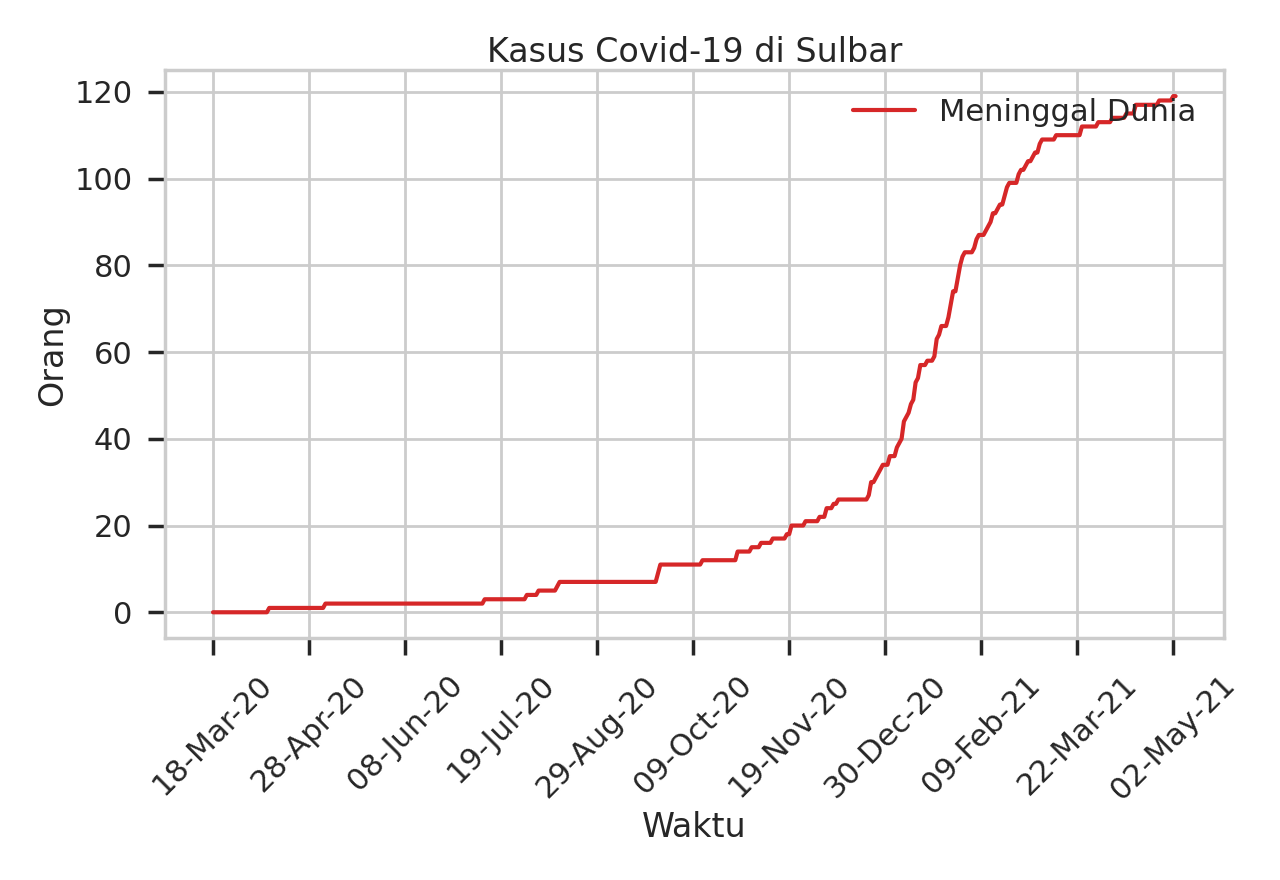 Kasus Covid-19 di Sulbar
Meninggal Dunia
Orang
120
100
80
60
40
20
0
18-Mar-20
28-Apr-20
08-Jun-20
19-Jul-20
29-Aug-20
09-Oct-20
19-Nov-20
30-Dec-20
09-Feb-21
22-Mar-21
02-May-21
Waktu